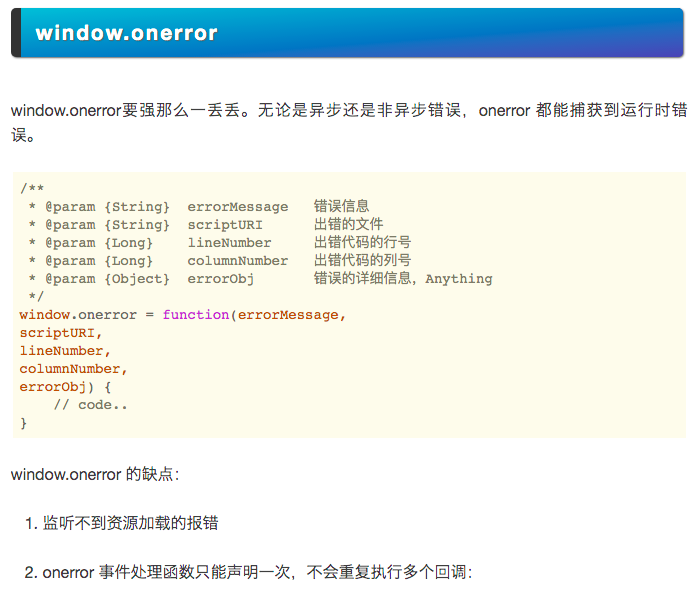 window.onerror
window.onerror要强那么一丢丢。无论是异步还是非异步错误，onerror 都能捕获到运行时错
误。
/**
 * @param {String}  errorMessage   错误信息
 * @param {String}  scriptURI      出错的文件
 * @param {Long}    lineNumber     出错代码的行号
 * @param {Long}    columnNumber   出错代码的列号
 * @param {Object}  errorObj       错误的详细信息，Anything
 */
window.onerror = function(errorMessage,
scriptURI,
lineNumber,
columnNumber,
errorObj) {
    // code..
}
window.onerror 的缺点：
1. 监听不到资源加载的报错
2. onerror 事件处理函数只能声明一次，不会重复执行多个回调：